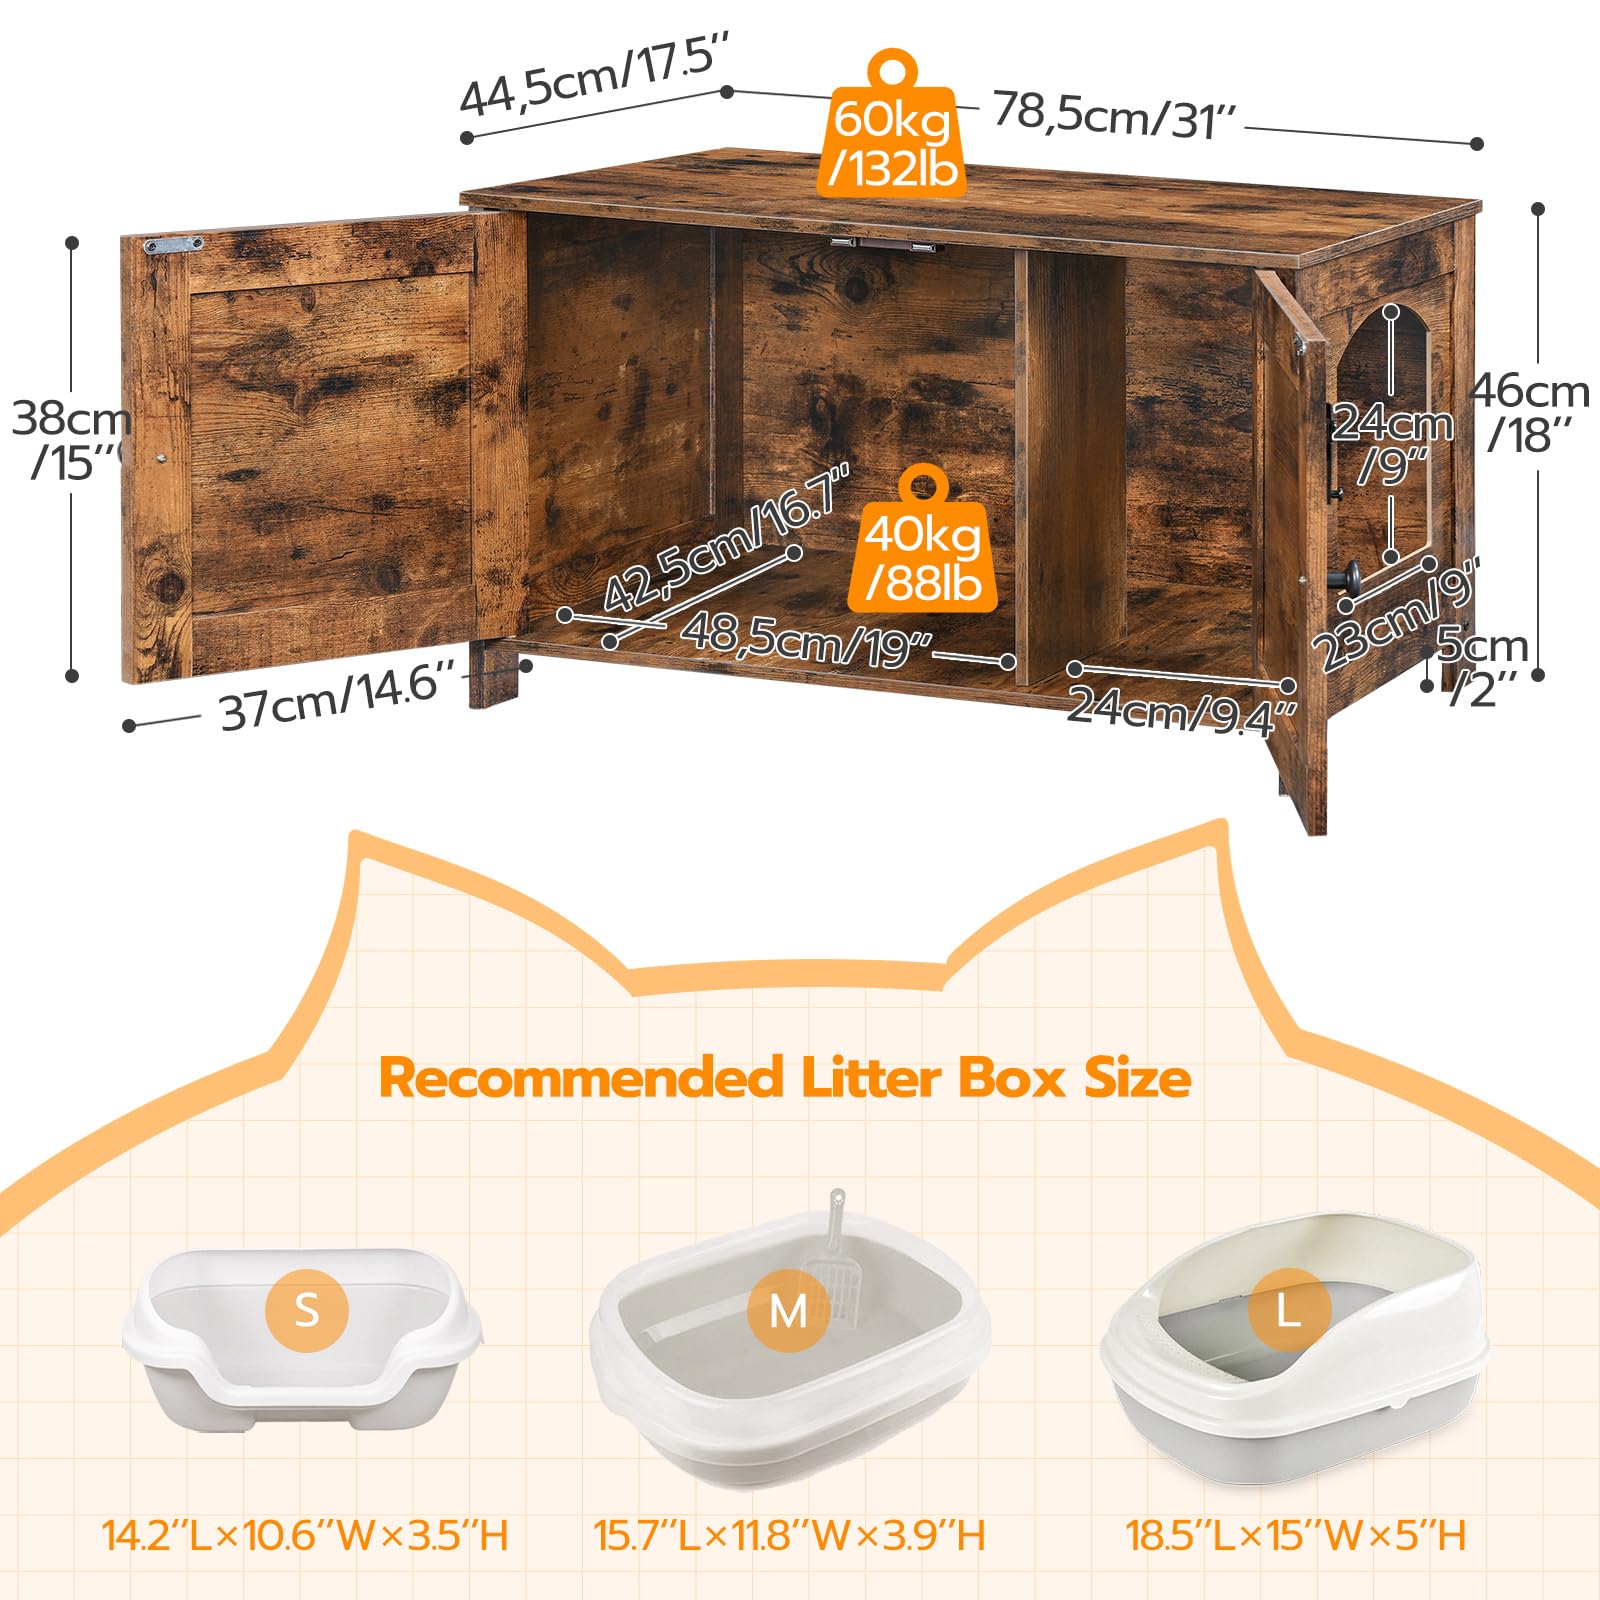 44,5cm/17.5''
78,5cm/31''
60kg
/132lb
38cm
/15''
46cm
/18''
24cm
/9''
42,5cm/16.7''
40kg
/88lb
48,5cm/19''
23cm/9''
5cm
/2''
37cm/14.6''
24cm/9.4''
Recommended Litter Box Size
S
M
L
14.2''L×10.6''W×3.5''H
15.7''L×11.8''W×3.9''H
18.5''L×15''W×5''H